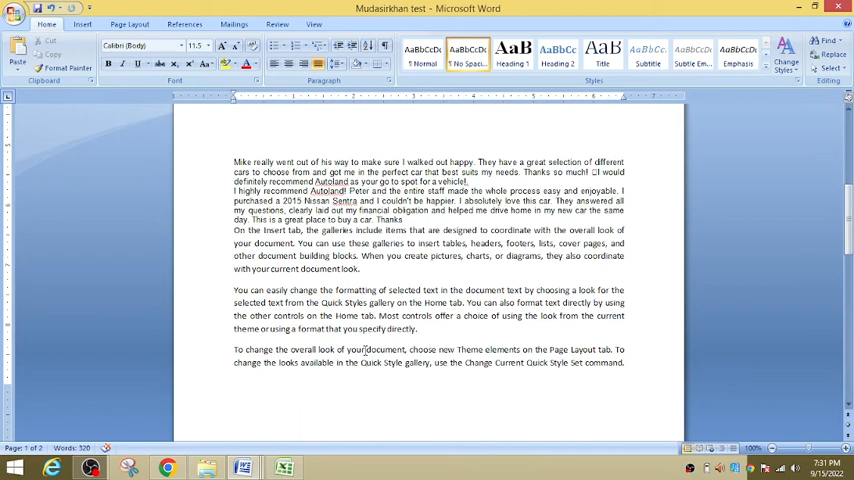 Mudasirkhan test - Microsoft Word
Home Insert Page Layout References Mailings Review View
Paste
Cut
Copy
Format Painter
Clipboard
Calibri (Body) 11.5
Font
Paragraph
AaBbCcDc AaBbCcDc AaB AaBbCc AaB AaBbCc AaBbCc AaBbCc
¶ Normal ¶ No Spaci... Heading 1 Heading 2 Title Subtitle Subtle Em... Emphasis
Change
Styles
Styles
Find
Replace
Select
Editing
Mike really went out of his way to make sure I walked out happy. They have a great selection of different
cars to choose from and got me in the perfect car that best suits my needs. Thanks so much! □I would
definitely recommend Autoland as your go to spot for a vehicle!.
I highly recommend Autoland! Peter and the entire staff made the whole process easy and enjoyable. I
purchased a 2015 Nissan Sentra and I couldn't be happier. I absolutely love this car. They answered all
my questions, clearly laid out my financial obligation and helped me drive home in my new car the same
day. This is a great place to buy a car. Thanks
On the Insert tab, the galleries include items that are designed to coordinate with the overall look of
your document. You can use these galleries to insert tables, headers, footers, lists, cover pages, and
other document building blocks. When you create pictures, charts, or diagrams, they also coordinate
with your current document look.
You can easily change the formatting of selected text in the document text by choosing a look for the
selected text from the Quick Styles gallery on the Home tab. You can also format text directly by using
the other controls on the Home tab. Most controls offer a choice of using the look from the current
theme or using a format that you specify directly.
To change the overall look of your document, choose new Theme elements on the Page Layout tab. To
change the looks available in the Quick Style gallery, use the Change Current Quick Style Set command.
Page: 1 of 2 Words: 320
100%
7:31 PM
9/15/2022